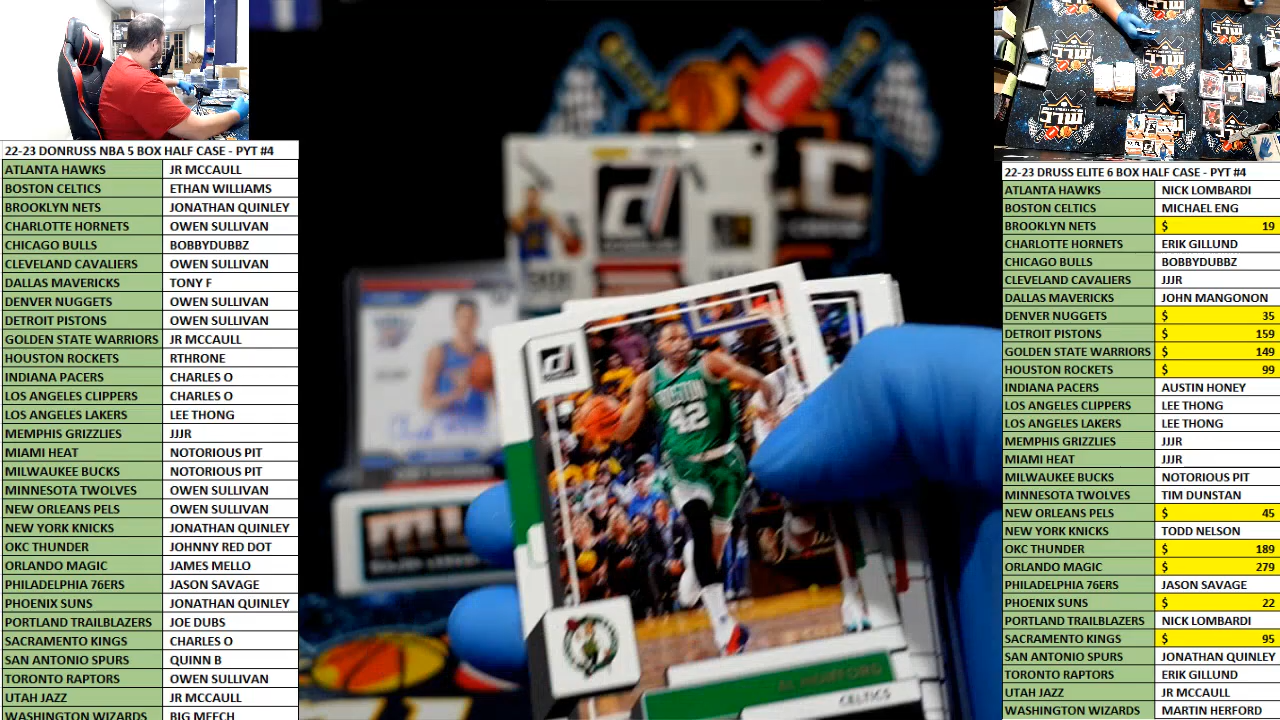 22-23 DONRUSS NBA 5 BOX HALF CASE - PYT #4
ATLANTA HAWKS JR MCCAULL
BOSTON CELTICS ETHAN WILLIAMS
BROOKLYN NETS JONATHAN QUINLEY
CHARLOTTE HORNETS OWEN SULLIVAN
CHICAGO BULLS BOBBYDUBBZ
CLEVELAND CAVALIERS OWEN SULLIVAN
DALLAS MAVERICKS TONY F
DENVER NUGGETS OWEN SULLIVAN
DETROIT PISTONS OWEN SULLIVAN
GOLDEN STATE WARRIORS JR MCCAULL
HOUSTON ROCKETS RTHRONE
INDIANA PACERS CHARLES O
LOS ANGELES CLIPPERS CHARLES O
LOS ANGELES LAKERS LEE THONG
MEMPHIS GRIZZLIES JJJR
MIAMI HEAT NOTORIOUS PIT
MILWAUKEE BUCKS NOTORIOUS PIT
MINNESOTA TWOLVES OWEN SULLIVAN
NEW ORLEANS PELS OWEN SULLIVAN
NEW YORK KNICKS JONATHAN QUINLEY
OKC THUNDER JOHNNY RED DOT
ORLANDO MAGIC JAMES MELLO
PHILADELPHIA 76ERS JASON SAVAGE
PHOENIX SUNS JONATHAN QUINLEY
PORTLAND TRAILBLAZERS JOE DUBS
SACRAMENTO KINGS CHARLES O
SAN ANTONIO SPURS QUINN B
TORONTO RAPTORS OWEN SULLIVAN
UTAH JAZZ JR MCCAULL
WASHINGTON WIZARDS BIG MEECH
BOSTON
42
AL HORFORD
CELTICS
22-23 DRUSS ELITE 6 BOX HALF CASE - PYT #4
ATLANTA HAWKS NICK LOMBARDI
BOSTON CELTICS MICHAEL ENG
BROOKLYN NETS $ 19
CHARLOTTE HORNETS ERIK GILLUND
CHICAGO BULLS BOBBYDUBBZ
CLEVELAND CAVALIERS JJJR
DALLAS MAVERICKS JOHN MANGONON
DENVER NUGGETS $ 35
DETROIT PISTONS $ 159
GOLDEN STATE WARRIORS $ 149
HOUSTON ROCKETS $ 99
INDIANA PACERS AUSTIN HONEY
LOS ANGELES CLIPPERS LEE THONG
LOS ANGELES LAKERS LEE THONG
MEMPHIS GRIZZLIES JJJR
MIAMI HEAT JJJR
MILWAUKEE BUCKS NOTORIOUS PIT
MINNESOTA TWOLVES TIM DUNSTAN
NEW ORLEANS PELS $ 45
NEW YORK KNICKS TODD NELSON
OKC THUNDER $ 189
ORLANDO MAGIC $ 279
PHILADELPHIA 76ERS JASON SAVAGE
PHOENIX SUNS $ 22
PORTLAND TRAILBLAZERS NICK LOMBARDI
SACRAMENTO KINGS $ 95
SAN ANTONIO SPURS JONATHAN QUINLEY
TORONTO RAPTORS ERIK GILLUND
UTAH JAZZ JR MCCAULL
WASHINGTON WIZARDS MARTIN HERFORD